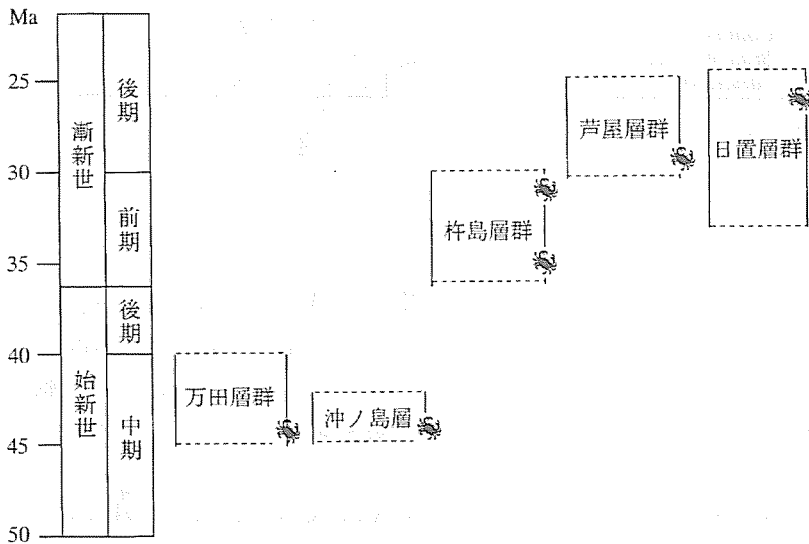 Ma
25
30
35
40
45
50
漸新世
始新世
後期
前期
後期
中期
万田層群
沖ノ島層
杵島層群
芦屋層群
日置層群